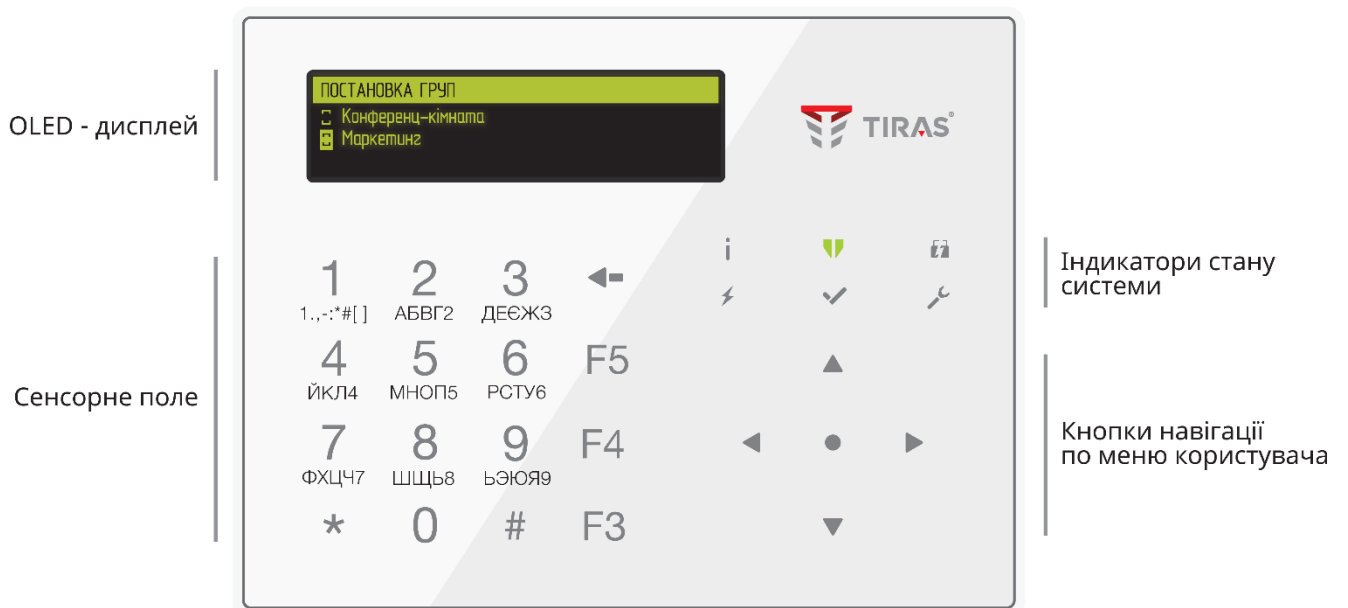 OLED - дисплей
ПОСТАНОВКА ГРУП
Конференц-кімната
Маркетинг
TIRAS®
Сенсорне поле
1 2 3
1.,-:*#[ ] АБВГ2 ДЕЄЖЗ
4 5 6 F5
ЙКЛ4 МНОП5 РСТУ6
7 8 9 F4
ФХЦЧ7 ШЩЬ8 ЬЭЮЯ9
* 0 # F3
i
Індикатори стану
системи
Кнопки навігації
по меню користувача